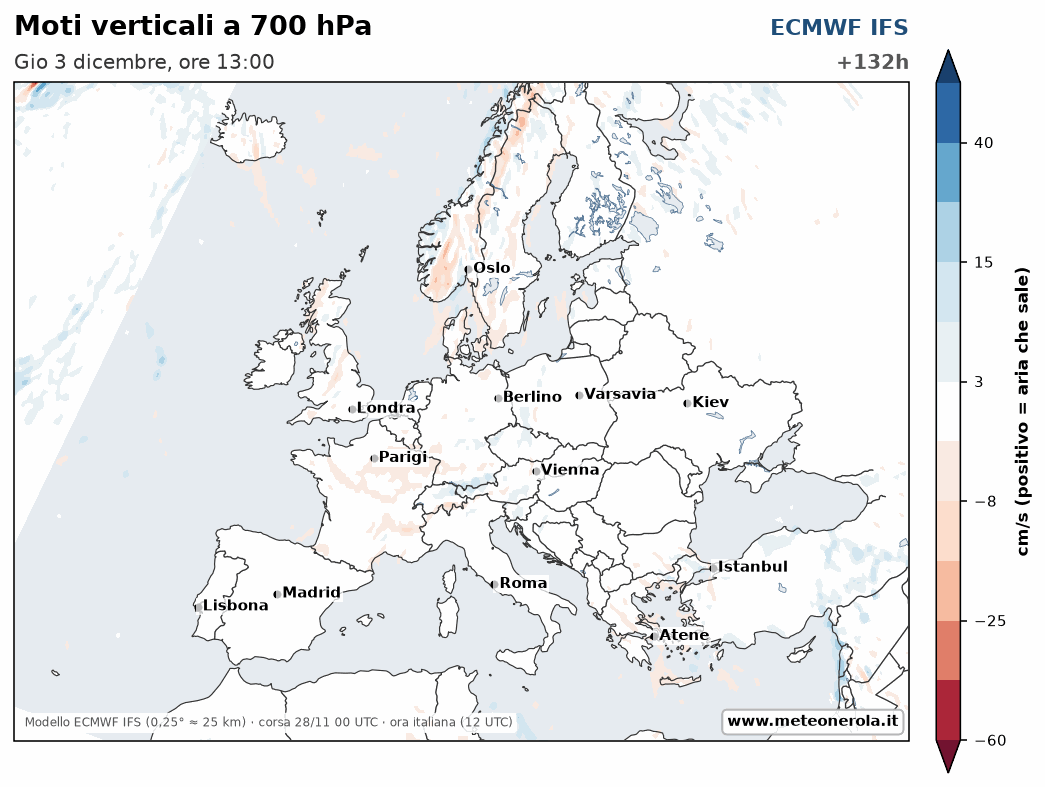 Moti verticali a 700 hPa
ECMWF IFS
Gio 3 dicembre, ore 13:00
+132h
40
15
3
−8
−25
−60
cm/s (positivo = aria che sale)
Oslo
Londra
Berlino
Varsavia
Kiev
Parigi
Vienna
Istanbul
Roma
Madrid
Lisbona
Atene
Modello ECMWF IFS (0,25° ≈ 25 km) · corsa 28/11 00 UTC · ora italiana (12 UTC)
www.meteonerola.it